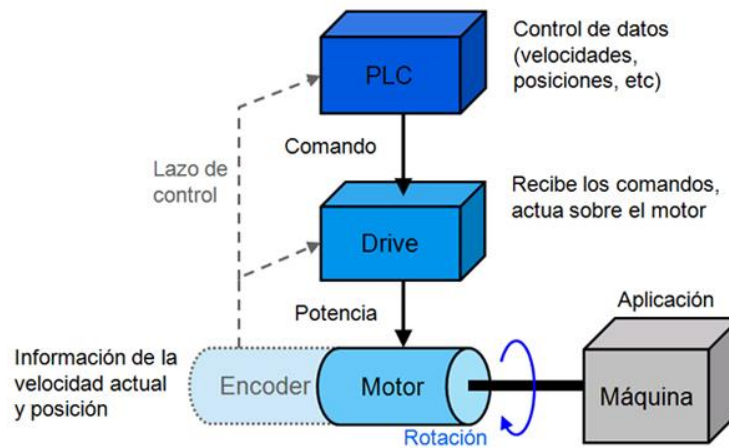 Control de datos
(velocidades,
posiciones, etc)
PLC
Comando
Lazo de
control
Recibe los comandos,
actua sobre el motor
Drive
Potencia
Aplicación
Información de la
velocidad actual
y posición
Encoder
Motor
Máquina
Rotación